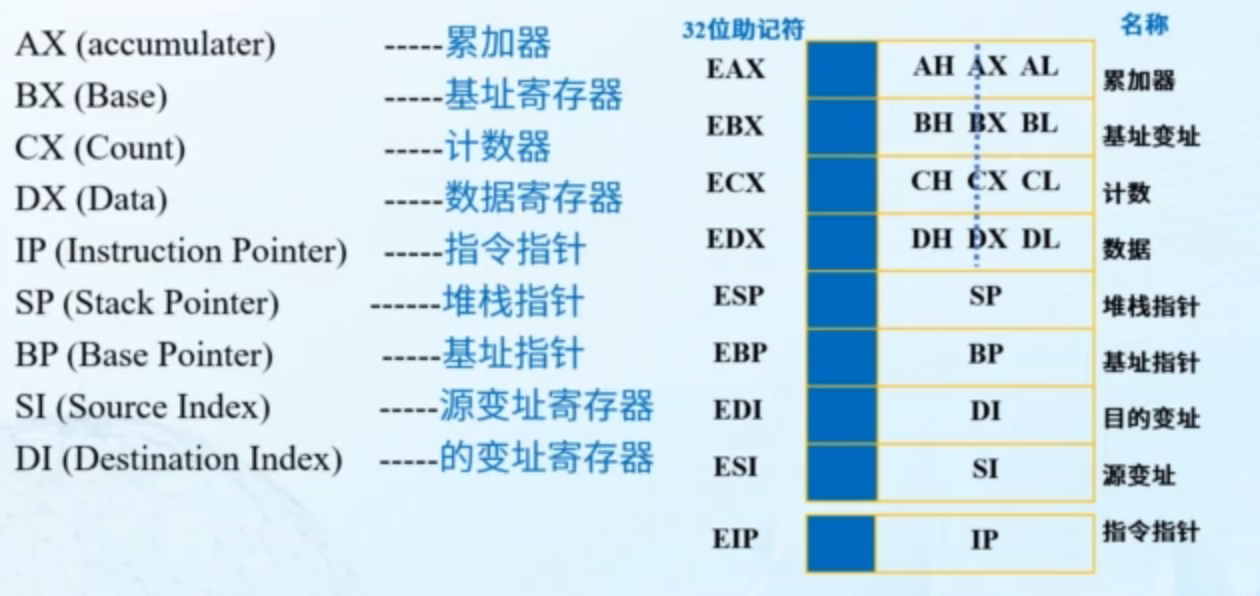 AX (accumulater) -----累加器
BX (Base) -----基址寄存器
CX (Count) -----计数器
DX (Data) -----数据寄存器
IP (Instruction Pointer) -----指令指针
SP (Stack Pointer) ------堆栈指针
BP (Base Pointer) -----基址指针
SI (Source Index) -----源变址寄存器
DI (Destination Index) -----的变址寄存器
32位助记符 名称
EAX AH AX AL 累加器
EBX BH BX BL 基址变址
ECX CH CX CL 计数
EDX DH DX DL 数据
ESP SP 堆栈指针
EBP BP 基址指针
EDI DI 目的变址
ESI SI 源变址
EIP IP 指令指针